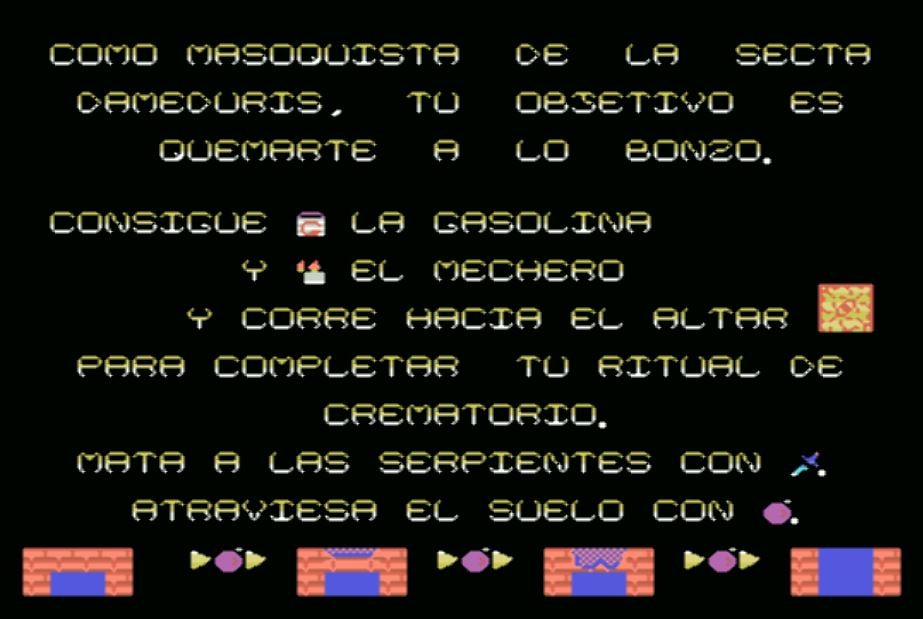 COMO MASOQUISTA DE LA SECTA
DAMEDURIS, TU OBJETIVO ES
QUEMARTE A LO BONZO.
CONSIGUE LA GASOLINA
Y EL MECHERO
Y CORRE HACIA EL ALTAR
PARA COMPLETAR TU RITUAL DE
CREMATORIO.
MATA A LAS SERPIENTES CON .
ATRAVIESA EL SUELO CON .